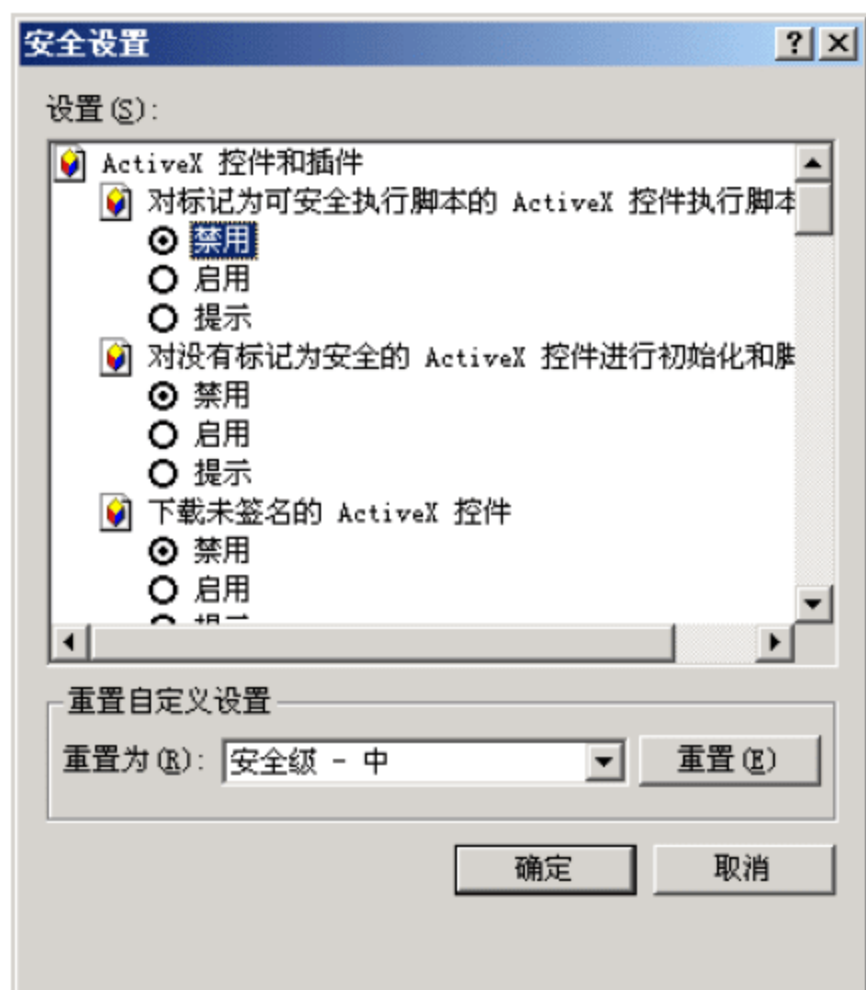 安全设置
设置(S):
ActiveX 控件和插件
对标记为可安全执行脚本的 ActiveX 控件执行脚本
禁用
启用
提示
对没有标记为安全的 ActiveX 控件进行初始化和脚
禁用
启用
提示
下载未签名的 ActiveX 控件
禁用
启用
重置自定义设置
重置为(R): 安全级 - 中 重置(E)
确定 取消